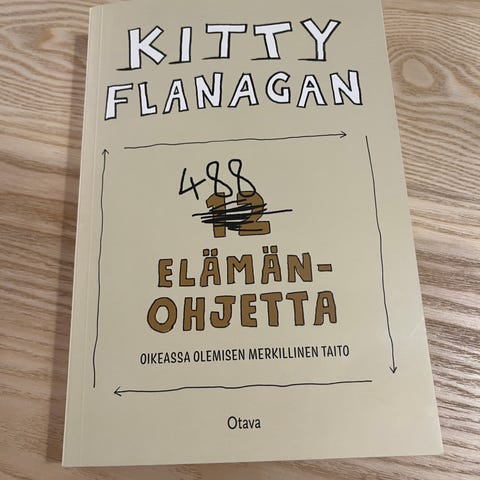 KITTY
FLANAGAN
488
12
ELÄMÄN-
OHJETTA
OIKEASSA OLEMISEN MERKILLINEN TAITO
Otava